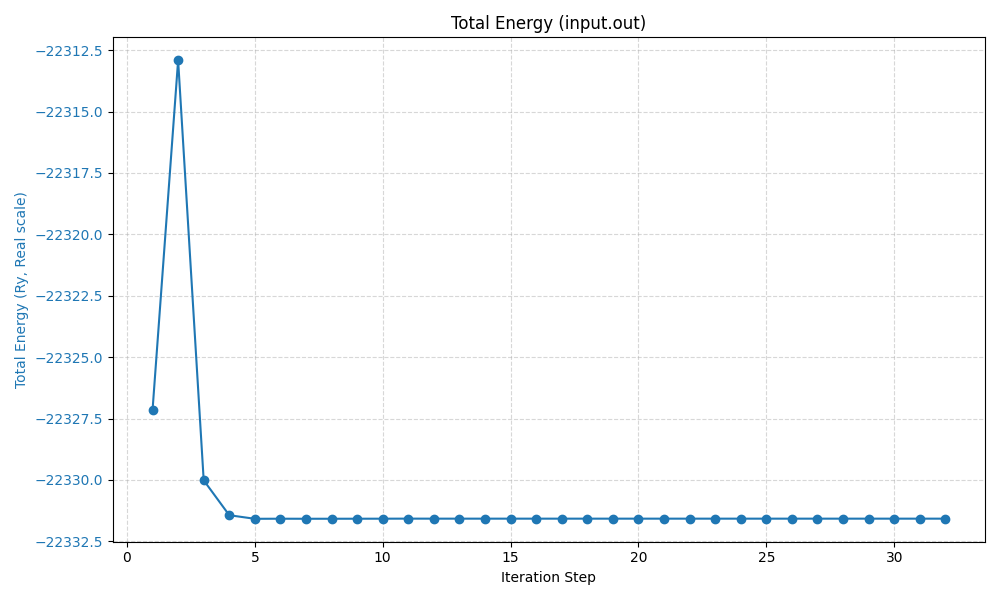 Total Energy (input.out)
Total Energy (Ry, Real scale)
−22312.5
−22315.0
−22317.5
−22320.0
−22322.5
−22325.0
−22327.5
−22330.0
−22332.5
0 5 10 15 20 25 30
Iteration Step